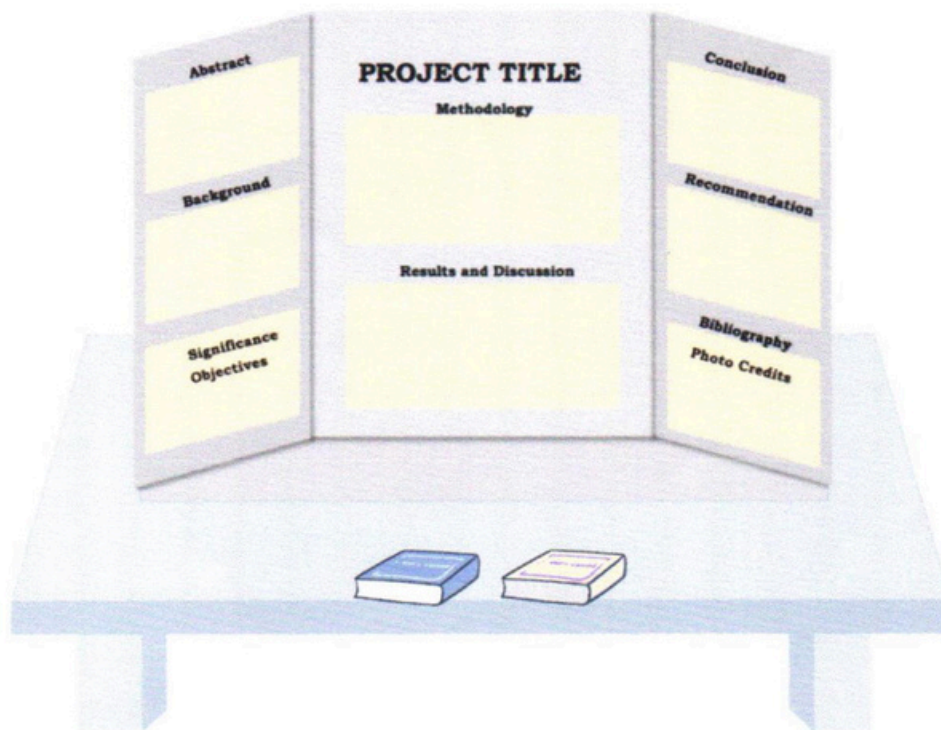 Abstract
Background
Significance
Objectives
PROJECT TITLE
Methodology
Results and Discussion
Conclusion
Recommendation
Bibliography
Photo Credits